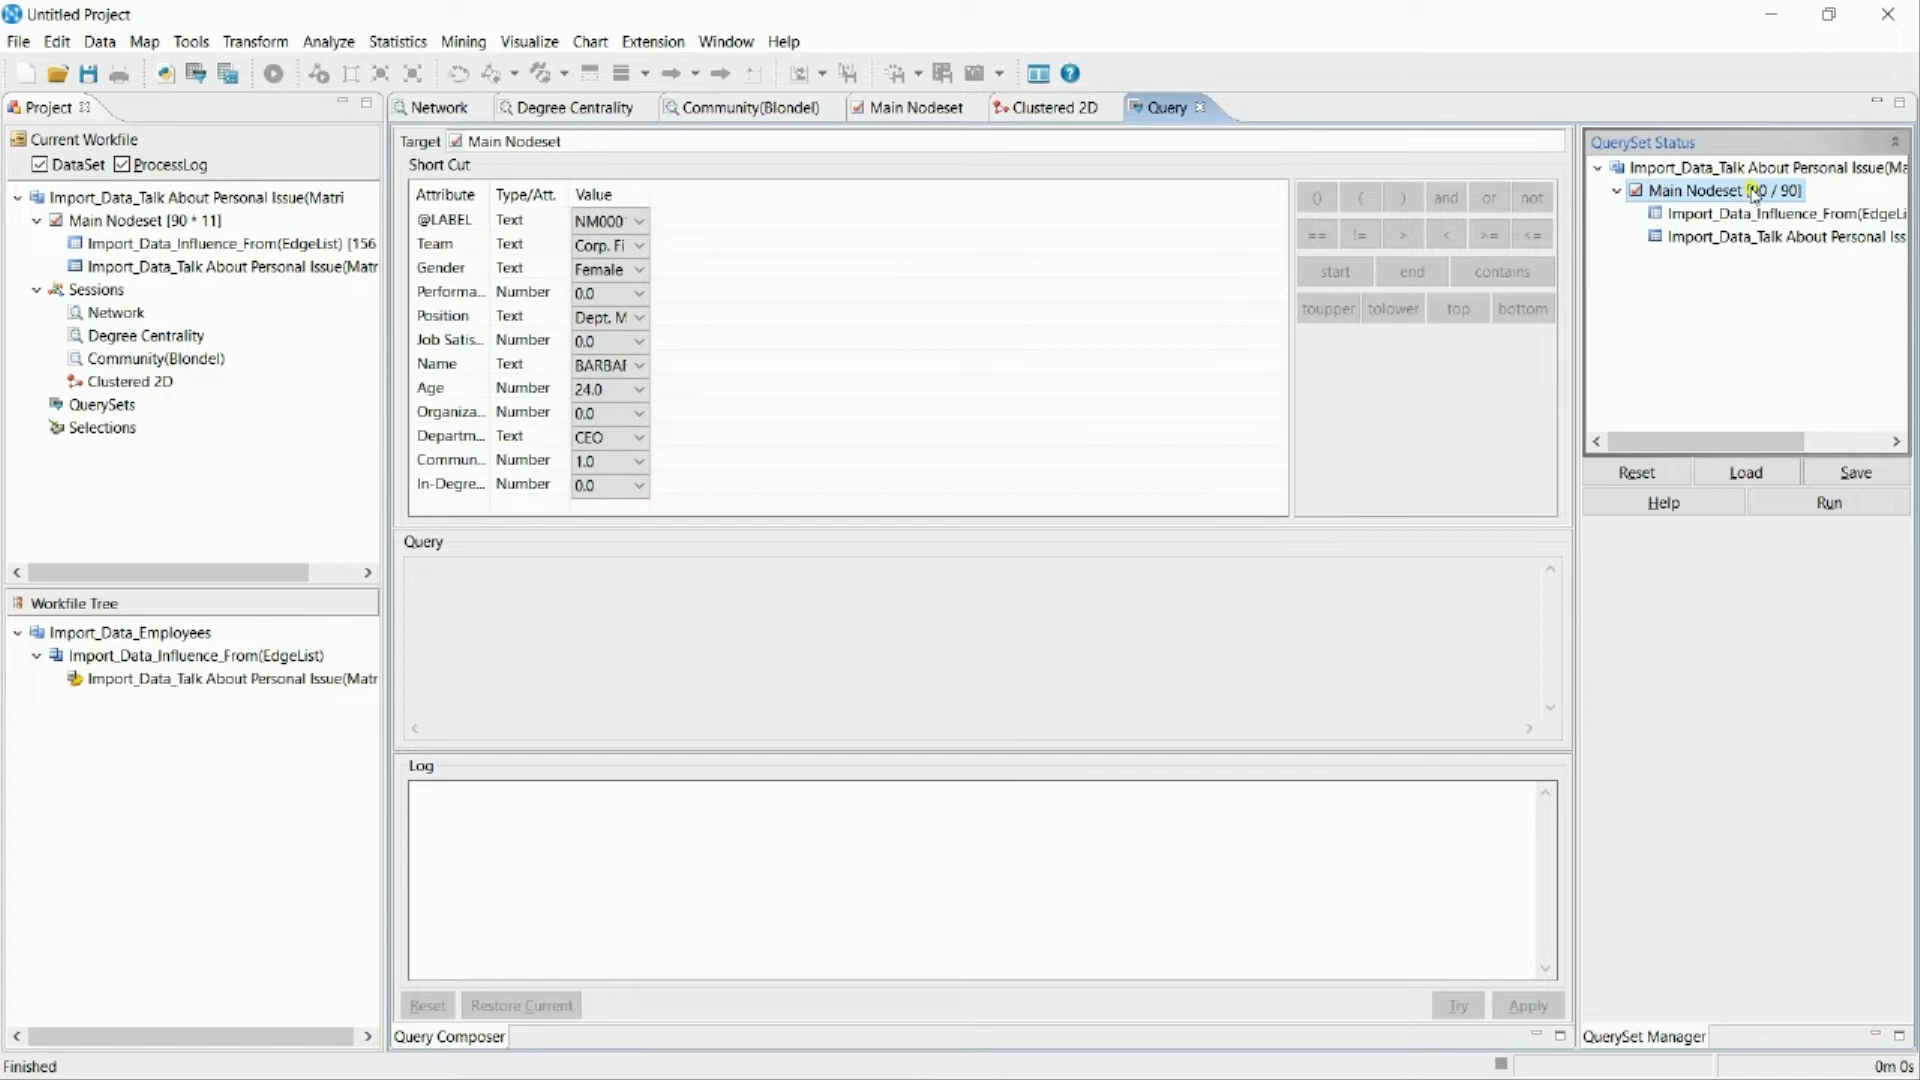 Untitled Project
File Edit Data Map Tools Transform Analyze Statistics Mining Visualize Chart Extension Window Help
Project
Network Degree Centrality Community(Blondel) Main Nodeset Clustered 2D Query
Current Workfile
DataSet ProcessLog
Import_Data_Talk About Personal Issue(Matri
Main Nodeset [90 * 11]
Import_Data_Influence_From(EdgeList) [156
Import_Data_Talk About Personal Issue(Matr
Sessions
Network
Degree Centrality
Community(Blondel)
Clustered 2D
QuerySets
Selections
Workfile Tree
Import_Data_Employees
Import_Data_Influence_From(EdgeList)
Import_Data_Talk About Personal Issue(Matr
Target Main Nodeset
Short Cut
Attribute Type/Att. Value
@LABEL Text NM000
Team Text Corp. Fi
Gender Text Female
Performa... Number 0.0
Position Text Dept. M
Job Satis... Number 0.0
Name Text BARBAR
Age Number 24.0
Organiza... Number 0.0
Departm... Text CEO
Commun... Number 1.0
In-Degre... Number 0.0
() ( ) and or not
== != > < >= <=
start end contains
toupper tolower top bottom
Query
Log
Reset Restore Current Try Apply
Query Composer
QuerySet Status
Import_Data_Talk About Personal Issue(Ma
Main Nodeset [90 / 90]
Import_Data_Influence_From(EdgeLi
Import_Data_Talk About Personal Iss
Reset Load Save
Help Run
QuerySet Manager
Finished
0m 0s